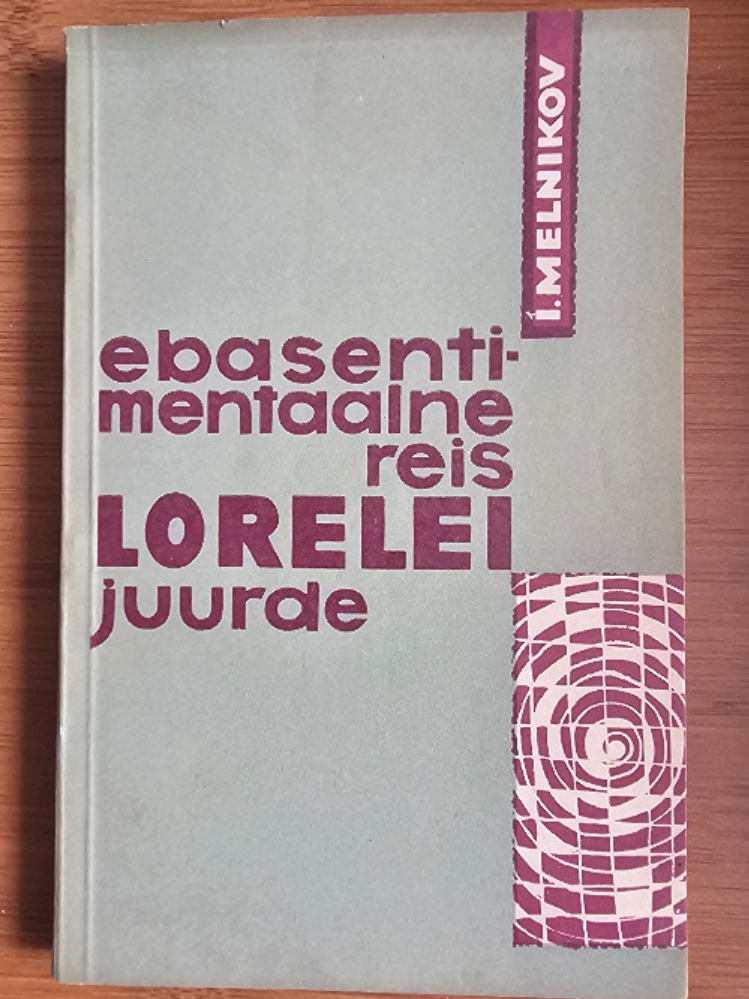 I. MELNIKOV
ebasenti-
mentaalne
reis
LORELEI
juurde